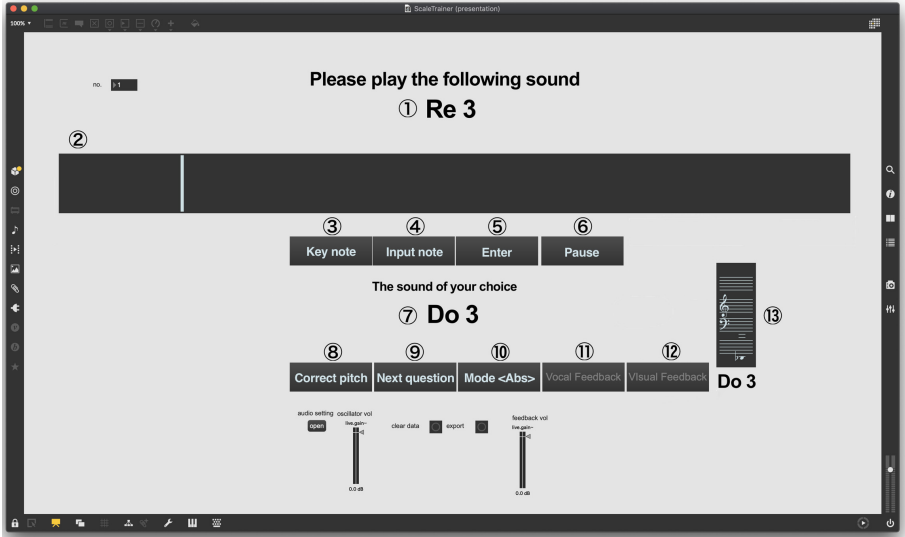 ScaleTrainer (presentation)
100% ▼
no. 1
Please play the following sound
① Re 3
②
③ ④ ⑤ ⑥
Key note Input note Enter Pause
The sound of your choice
⑦ Do 3
⑬
⑧ ⑨ ⑩ ⑪ ⑫
Correct pitch Next question Mode <Abs> Vocal Feedback VIsual Feedback
Do 3
audio setting oscillator vol
open live.gain~ clear data export
feedback vol
live.gain~
0.0 dB
0.0 dB